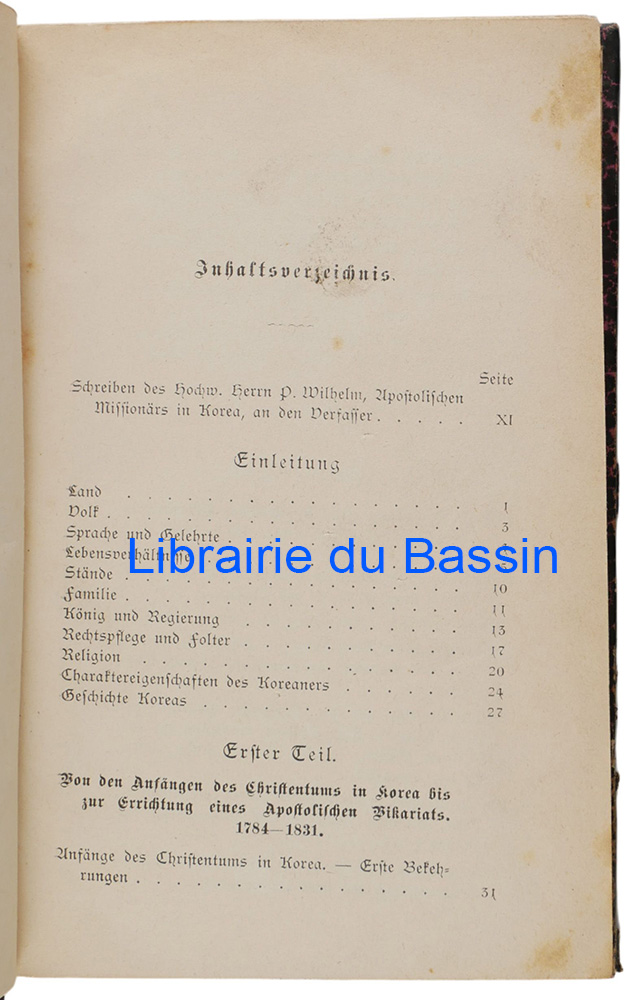 Inhaltsverzeichnis.
Seite
Schreiben des Hochw. Herrn P. Wilhelm, Apostolischen
Missionärs in Korea, an den Verfasser . . . . . XI
Einleitung
Land . . . . . . . . . . . . . . . . 1
Volk . . . . . . . . . . . . . . . . 3
Sprache und Gelehrte . . . . . . . . . . .
Lebensverhältnisse
Librairie du Bassin
Stände . . . . . . . . . . . . . . . . 10
Familie . . . . . . . . . . . . . . . . 11
König und Regierung . . . . . . . . . . . 13
Rechtspflege und Folter . . . . . . . . . . 17
Religion . . . . . . . . . . . . . . . 20
Charaktereigenschaften des Koreaners . . . . . . 24
Geschichte Koreas . . . . . . . . . . . . 27
Erster Teil.
Von den Anfängen des Christentums in Korea bis
zur Errichtung eines Apostolischen Vikariats.
1784—1831.
Anfänge des Christentums in Korea. — Erste Bekeh-
rungen . . . . . . . . . . . . . . . . 31